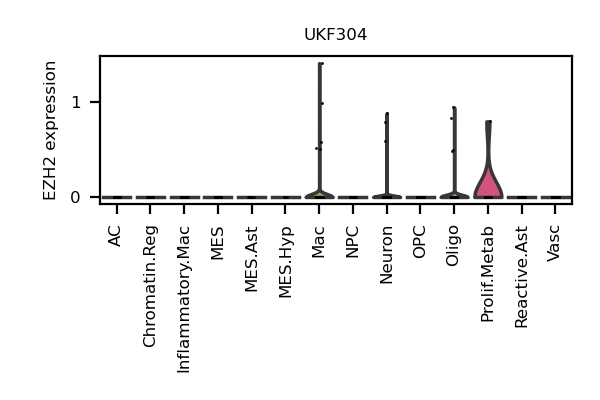 UKF304
EZH2 expression
1
0
AC
Chromatin.Reg
Inflammatory.Mac
MES
MES.Ast
MES.Hyp
Mac
NPC
Neuron
OPC
Oligo
Prolif.Metab
Reactive.Ast
Vasc